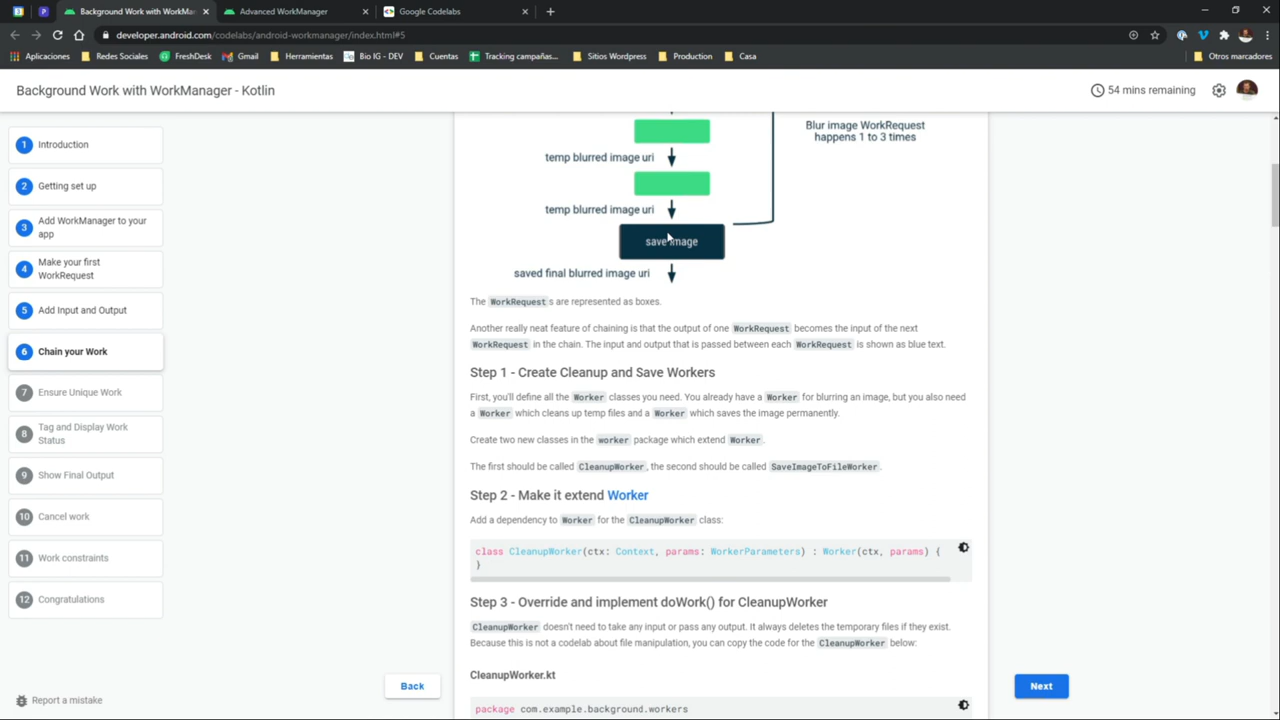 Background Work with WorkMan
Advanced WorkManager
Google Codelabs
developer.android.com/codelabs/android-workmanager/index.html#5
Aplicaciones
Redes Sociales
FreshDesk
Gmail
Herramientas
Bio IG - DEV
Cuentas
Tracking campañas...
Sitios Wordpress
Production
Casa
Otros marcadores
Background Work with WorkManager - Kotlin
54 mins remaining
1 Introduction
2 Getting set up
3 Add WorkManager to your
app
4 Make your first
WorkRequest
5 Add Input and Output
6 Chain your Work
7 Ensure Unique Work
8 Tag and Display Work
Status
9 Show Final Output
10 Cancel work
11 Work constraints
12 Congratulations
Report a mistake
Blur image WorkRequest
happens 1 to 3 times
temp blurred image uri
temp blurred image uri
save image
saved final blurred image uri
The WorkRequests are represented as boxes.
Another really neat feature of chaining is that the output of one WorkRequest becomes the input of the next
WorkRequest in the chain. The input and output that is passed between each WorkRequest is shown as blue text.
Step 1 - Create Cleanup and Save Workers
First, you'll define all the Worker classes you need. You already have a Worker for blurring an image, but you also need
a Worker which cleans up temp files and a Worker which saves the image permanently.
Create two new classes in the worker package which extend Worker.
The first should be called CleanupWorker, the second should be called SaveImageToFileWorker.
Step 2 - Make it extend Worker
Add a dependency to Worker for the CleanupWorker class:
class CleanupWorker(ctx: Context, params: WorkerParameters) : Worker(ctx, params) {
}
Step 3 - Override and implement doWork() for CleanupWorker
CleanupWorker doesn't need to take any input or pass any output. It always deletes the temporary files if they exist.
Because this is not a codelab about file manipulation, you can copy the code for the CleanupWorker below:
CleanupWorker.kt
package com.example.background.workers
Back
Next